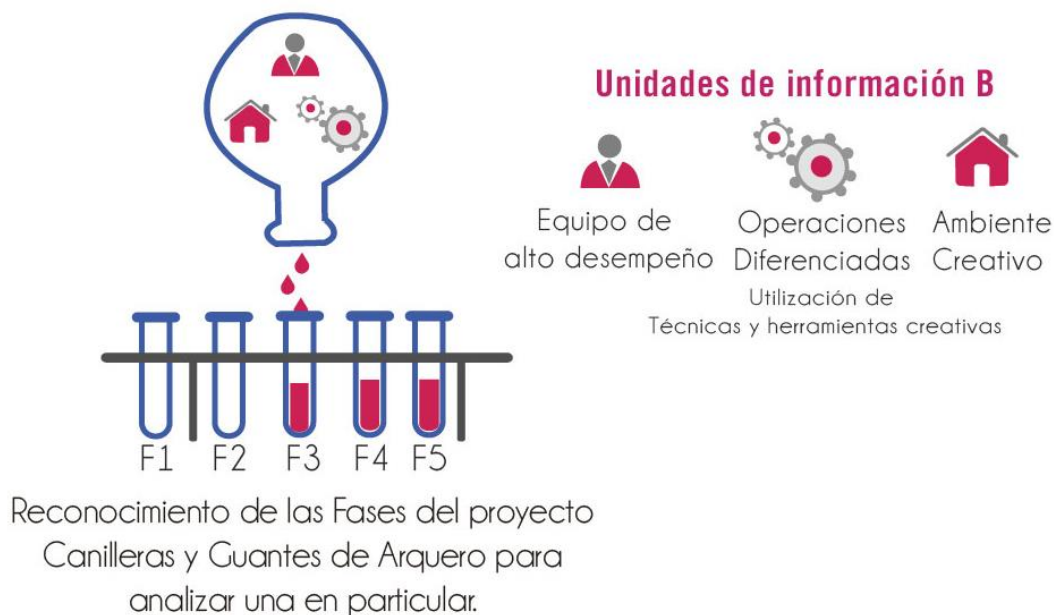 Unidades de información B
Equipo de
alto desempeño
Operaciones
Diferenciadas
Ambiente
Creativo
Utilización de
Técnicas y herramientas creativas
F1 F2 F3 F4 F5
Reconocimiento de las Fases del proyecto
Canilleras y Guantes de Arquero para
analizar una en particular.